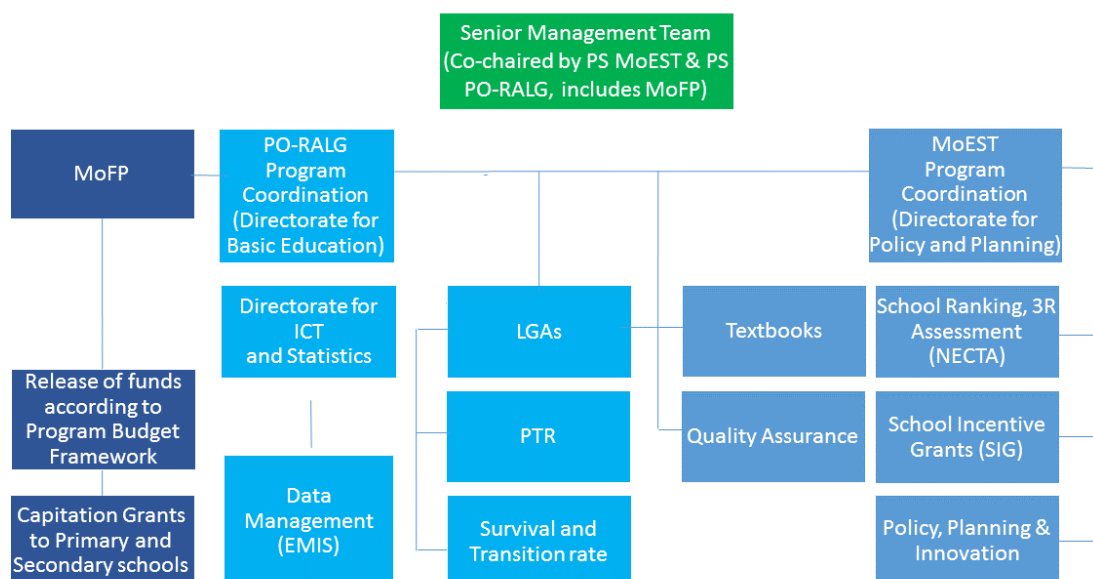 Senior Management Team
(Co-chaired by PS MoEST & PS
PO-RALG, includes MoFP)
MoFP
PO-RALG
Program
Coordination
(Directorate for
Basic Education)
MoEST
Program
Coordination
(Directorate for
Policy and Planning)
Directorate for
ICT
and Statistics
LGAs
Textbooks
School Ranking, 3R
Assessment
(NECTA)
Release of funds
according to
Program Budget
Framework
PTR
Quality Assurance
School Incentive
Grants (SIG)
Capitation Grants
to Primary and
Secondary schools
Data
Management
(EMIS)
Survival and
Transition rate
Policy, Planning &
Innovation